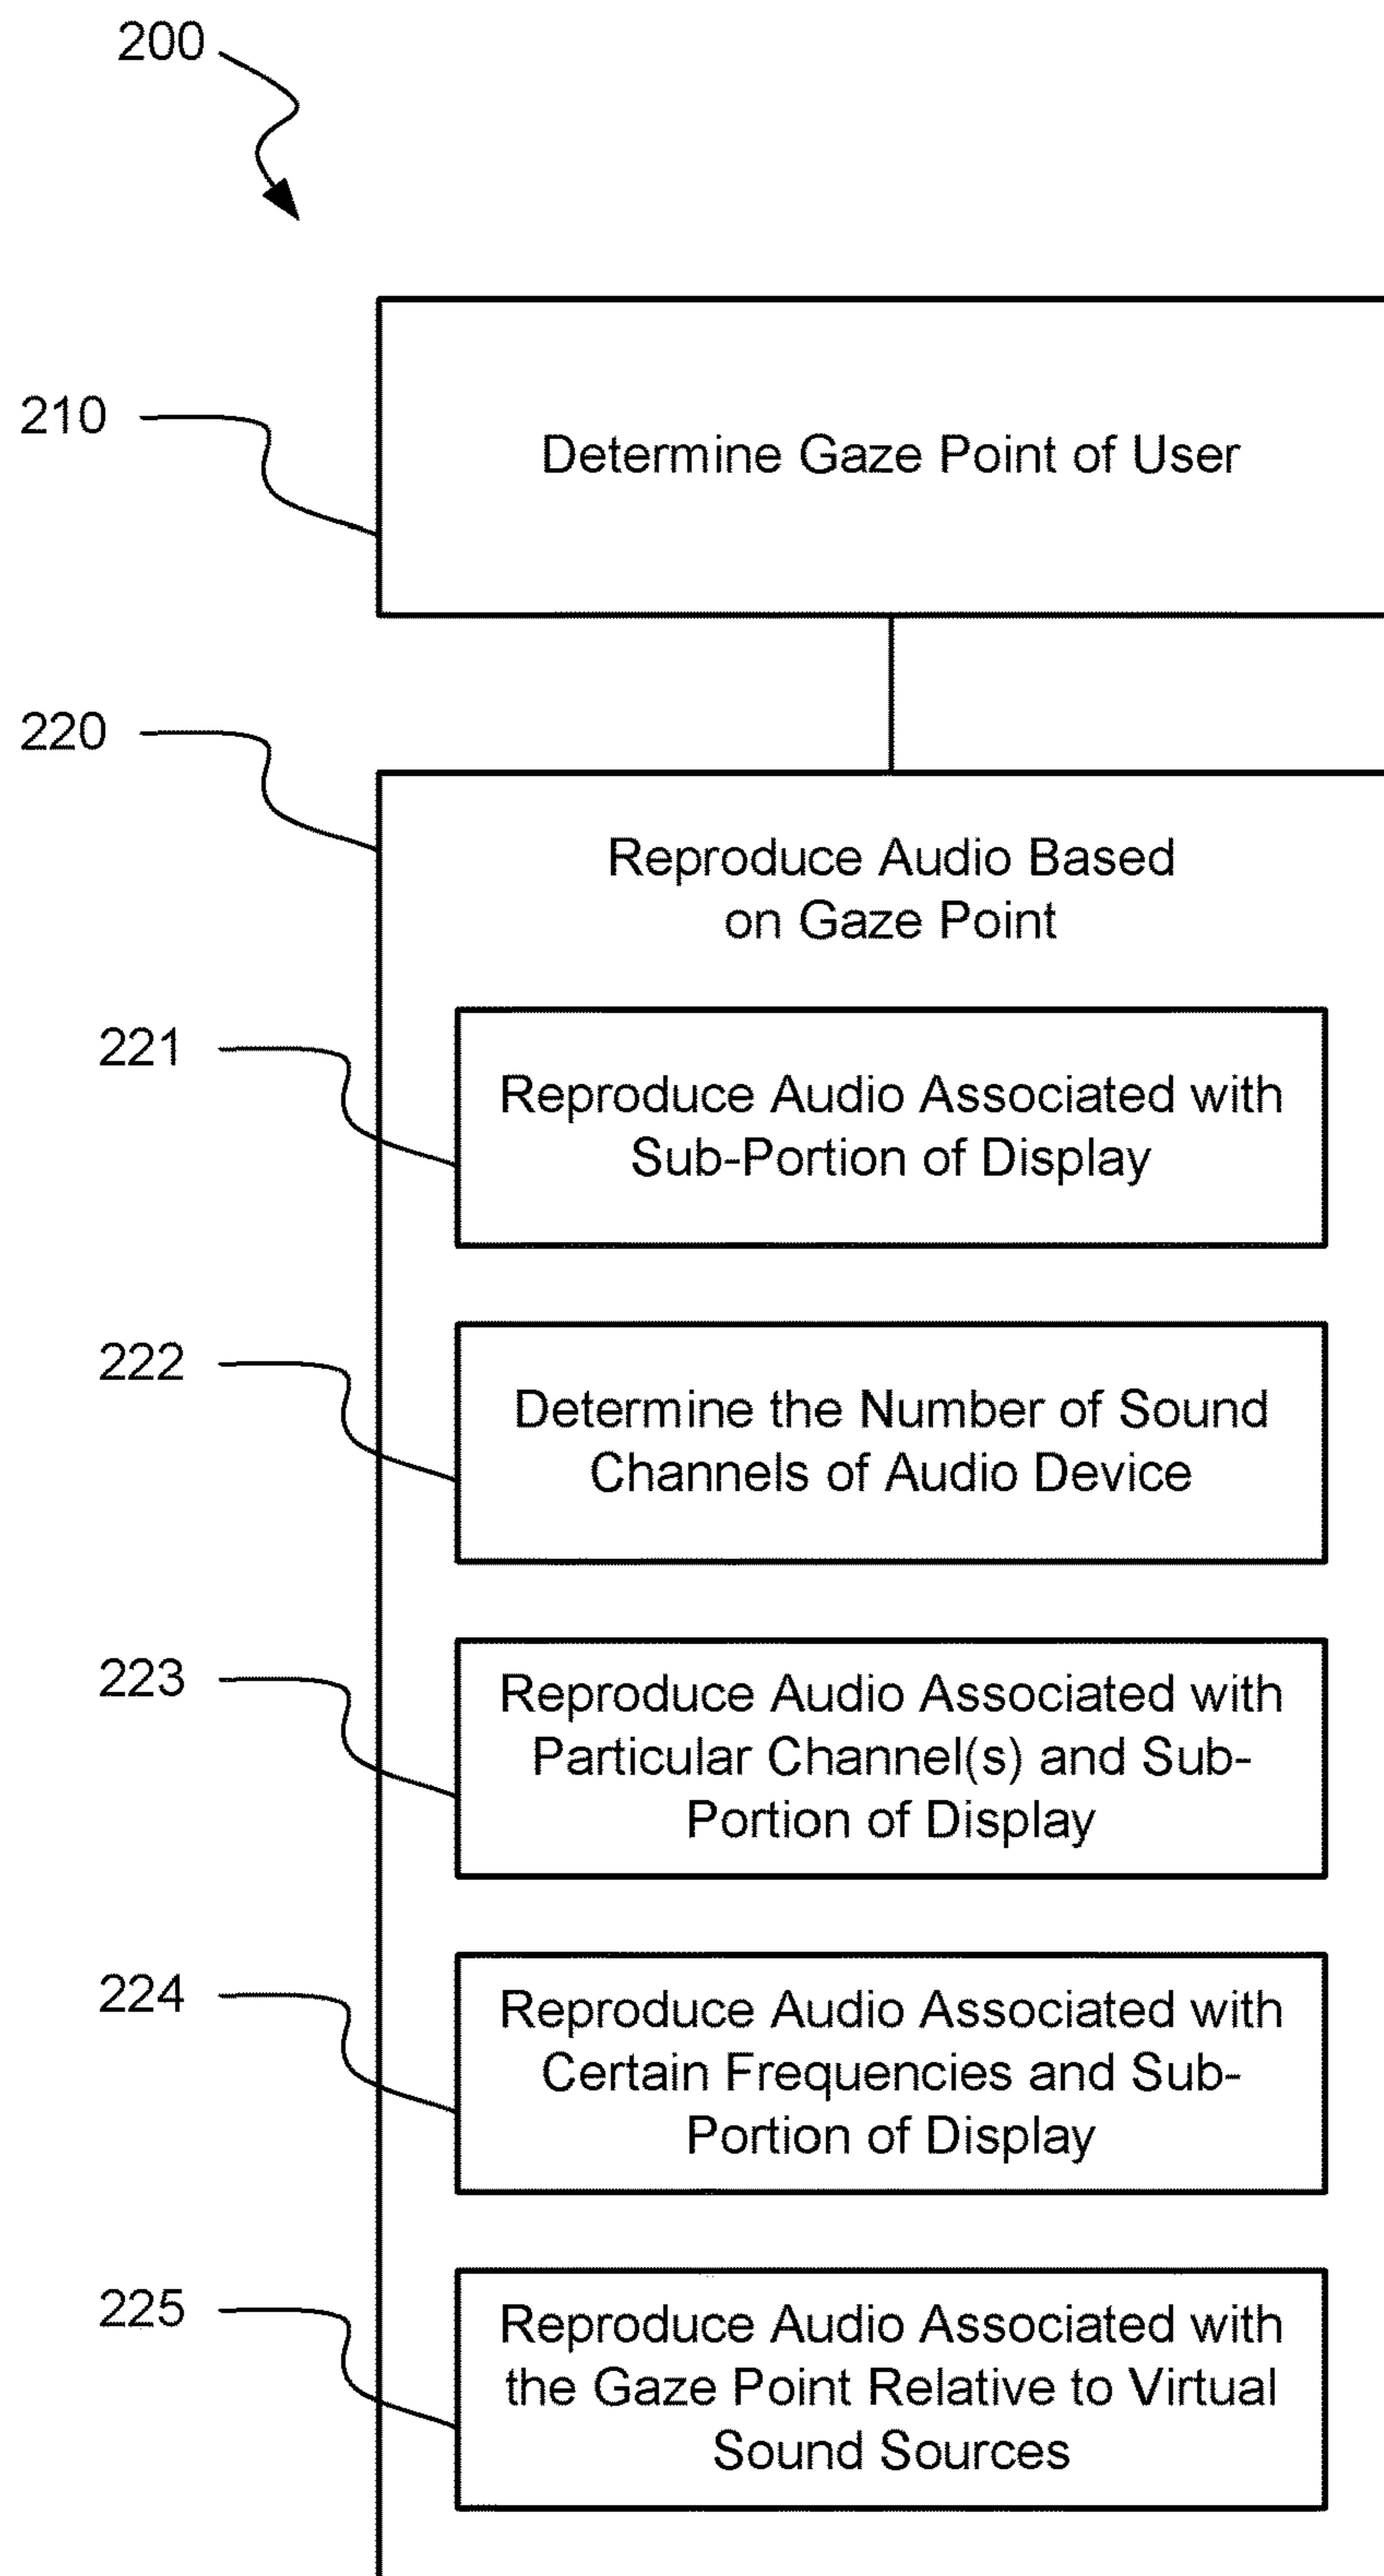 200
210
Determine Gaze Point of User
220
Reproduce Audio Based
on Gaze Point
221
Reproduce Audio Associated with
Sub-Portion of Display
222
Determine the Number of Sound
Channels of Audio Device
223
Reproduce Audio Associated with
Particular Channel(s) and Sub-
Portion of Display
224
Reproduce Audio Associated with
Certain Frequencies and Sub-
Portion of Display
225
Reproduce Audio Associated with
the Gaze Point Relative to Virtual
Sound Sources